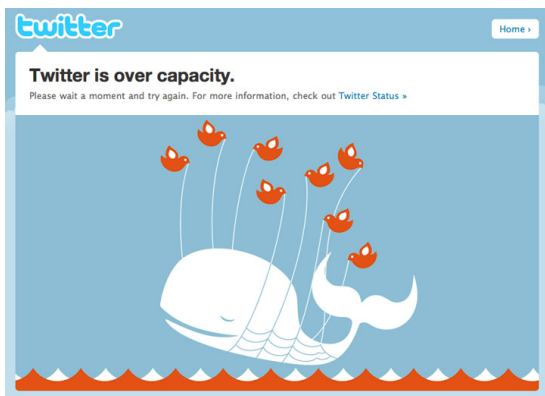 twitter
Home ›
Twitter is over capacity.
Please wait a moment and try again. For more information, check out Twitter Status »